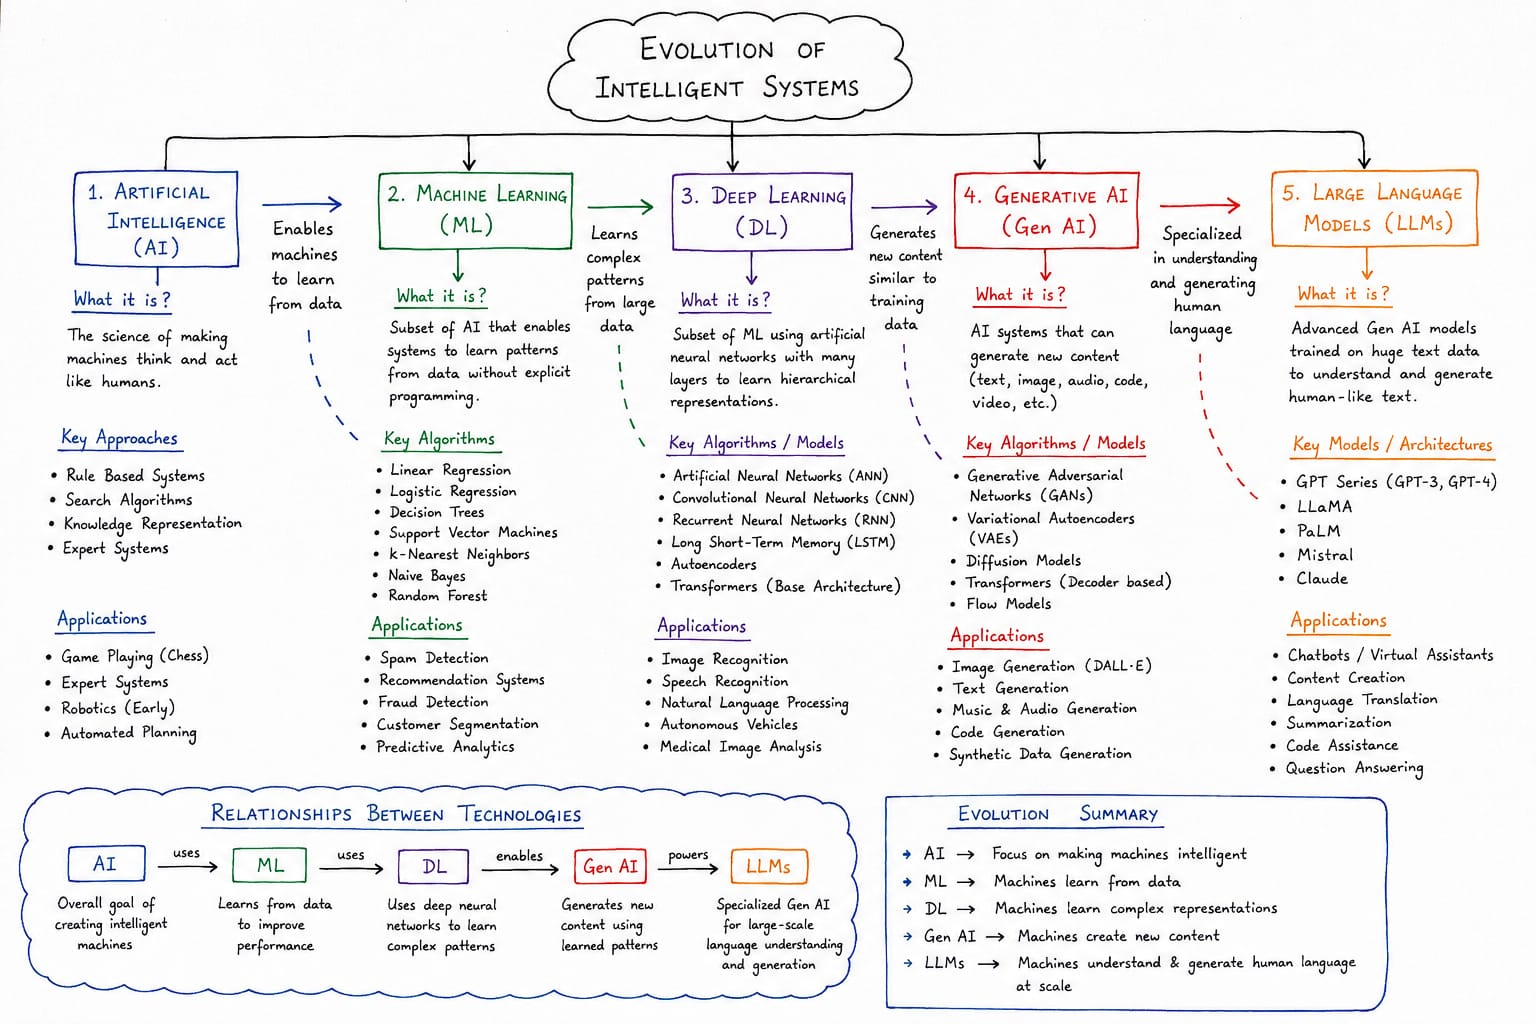 EVOLUTION OF
INTELLIGENT SYSTEMS
1. ARTIFICIAL
INTELLIGENCE
(AI)
What it is?
The science of making
machines think and act
like humans.
Key Approaches
• Rule Based Systems
• Search Algorithms
• Knowledge Representation
• Expert Systems
Applications
• Game Playing (Chess)
• Expert Systems
• Robotics (Early)
• Automated Planning
Enables
machines
to learn
from data
2. MACHINE LEARNING
(ML)
What it is?
Subset of AI that enables
systems to learn patterns
from data without explicit
programming.
Key Algorithms
• Linear Regression
• Logistic Regression
• Decision Trees
• Support Vector Machines
• k-Nearest Neighbors
• Naive Bayes
• Random Forest
Applications
• Spam Detection
• Recommendation Systems
• Fraud Detection
• Customer Segmentation
• Predictive Analytics
Learns
complex
patterns
from large
data
3. DEEP LEARNING
(DL)
What it is?
Subset of ML using artificial
neural networks with many
layers to learn hierarchical
representations.
Key Algorithms / Models
• Artificial Neural Networks (ANN)
• Convolutional Neural Networks (CNN)
• Recurrent Neural Networks (RNN)
• Long Short-Term Memory (LSTM)
• Autoencoders
• Transformers (Base Architecture)
Applications
• Image Recognition
• Speech Recognition
• Natural Language Processing
• Autonomous Vehicles
• Medical Image Analysis
Generates
new content
similar to
training
data
4. GENERATIVE AI
(Gen AI)
What it is?
AI systems that can
generate new content
(text, image, audio, code,
video, etc.)
Key Algorithms / Models
• Generative Adversarial
Networks (GANs)
• Variational Autoencoders
(VAEs)
• Diffusion Models
• Transformers (Decoder based)
• Flow Models
Applications
• Image Generation (DALL·E)
• Text Generation
• Music & Audio Generation
• Code Generation
• Synthetic Data Generation
Specialized
in understanding
and generating
human
language
5. LARGE LANGUAGE
MODELS (LLMs)
What it is?
Advanced Gen AI models
trained on huge text data
to understand and generate
human-like text.
Key Models / Architectures
• GPT Series (GPT-3, GPT-4)
• LLaMA
• PaLM
• Mistral
• Claude
Applications
• Chatbots / Virtual Assistants
• Content Creation
• Language Translation
• Summarization
• Code Assistance
• Question Answering
RELATIONSHIPS BETWEEN TECHNOLOGIES
AI uses ML uses DL enables Gen AI powers LLMs
Overall goal of
creating intelligent
machines
Learns from data
to improve
performance
Uses deep neural
networks to learn
complex patterns
Generates new
content using
learned patterns
Specialized Gen AI
for large-scale
language understanding
and generation
EVOLUTION SUMMARY
→ AI → Focus on making machines intelligent
→ ML → Machines learn from data
→ DL → Machines learn complex representations
→ Gen AI → Machines create new content
→ LLMs → Machines understand & generate human language
at scale